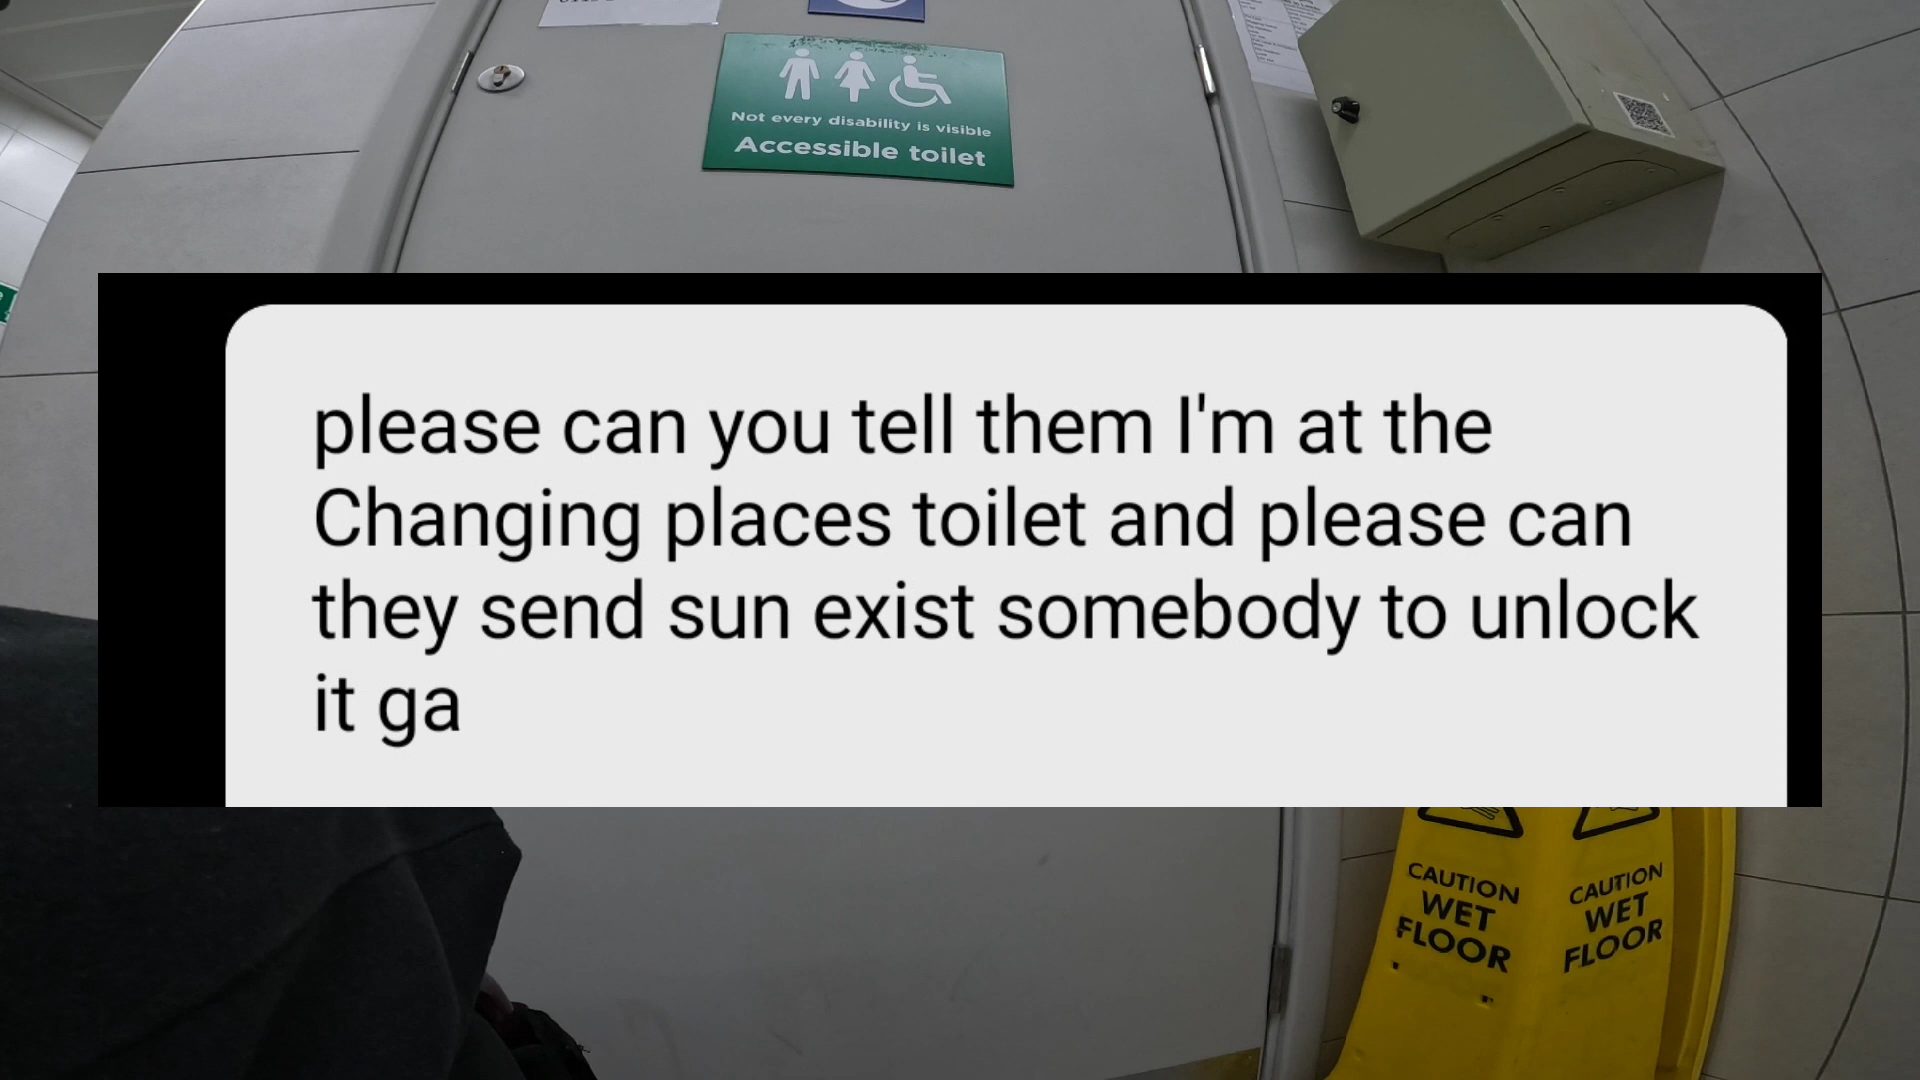 Not every disability is visible
Accessible toilet
please can you tell them I'm at the
Changing places toilet and please can
they send sun exist somebody to unlock
it ga
CAUTION
WET
FLOOR
CAUTION
WET
FLOOR